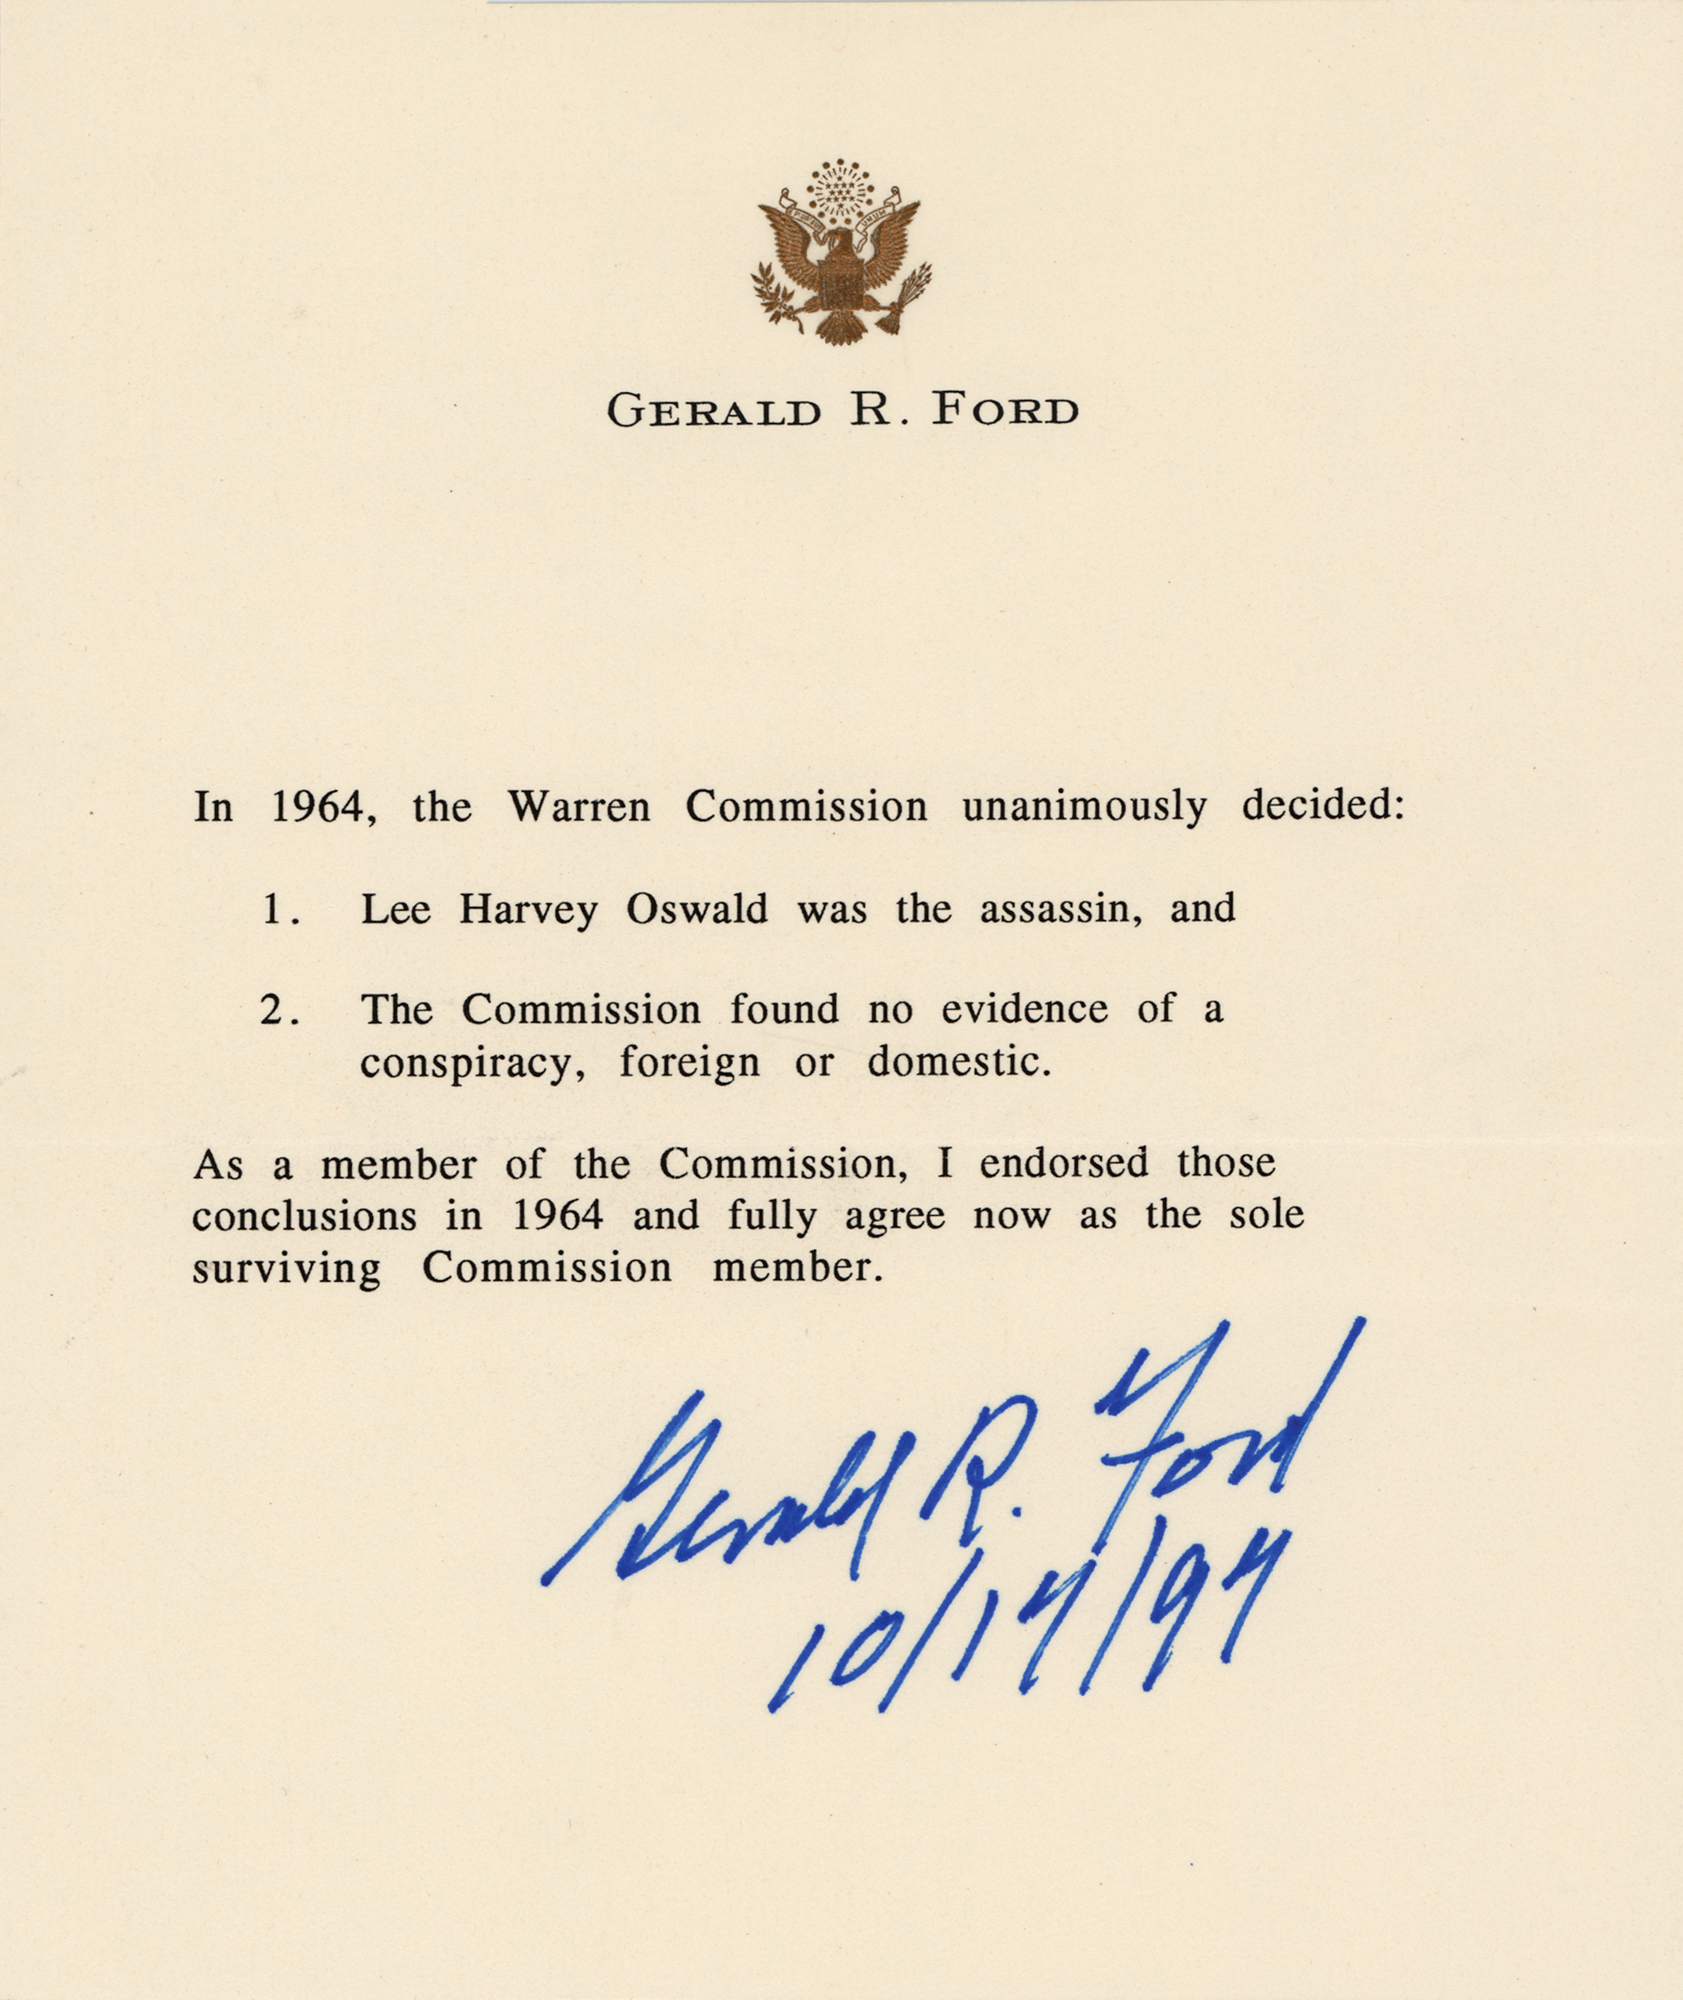 GERALD R. FORD
In 1964, the Warren Commission unanimously decided:
1. Lee Harvey Oswald was the assassin, and
2. The Commission found no evidence of a
conspiracy, foreign or domestic.
As a member of the Commission, I endorsed those
conclusions in 1964 and fully agree now as the sole
surviving Commission member.
Gerald R. Ford
10/14/94